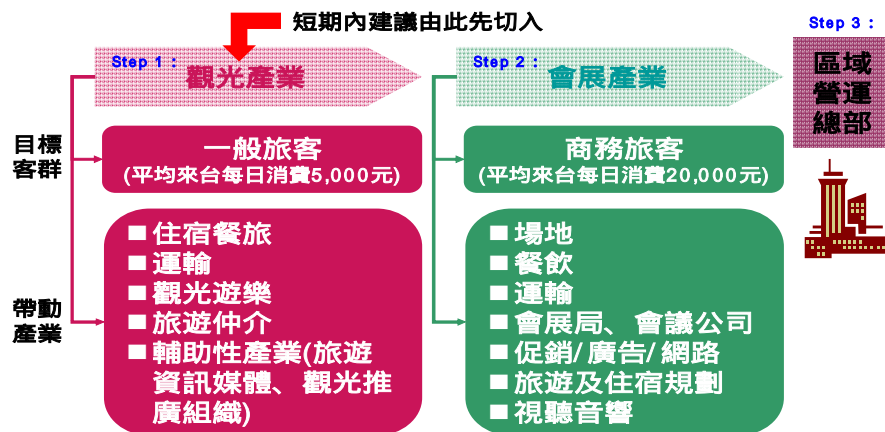 短期內建議由此先切入
Step 1：
觀光產業
Step 2：
會展產業
Step 3：
區域
營運
總部
目標
客群
一般旅客
(平均來台每日消費5,000元)
商務旅客
(平均來台每日消費20,000元)
帶動
產業
■住宿餐旅
■運輸
■觀光遊樂
■旅遊仲介
■輔助性產業(旅遊
資訊媒體、觀光推
廣組織)
■場地
■餐飲
■運輸
■會展局、會議公司
■促銷/廣告/網路
■旅遊及住宿規劃
■視聽音響